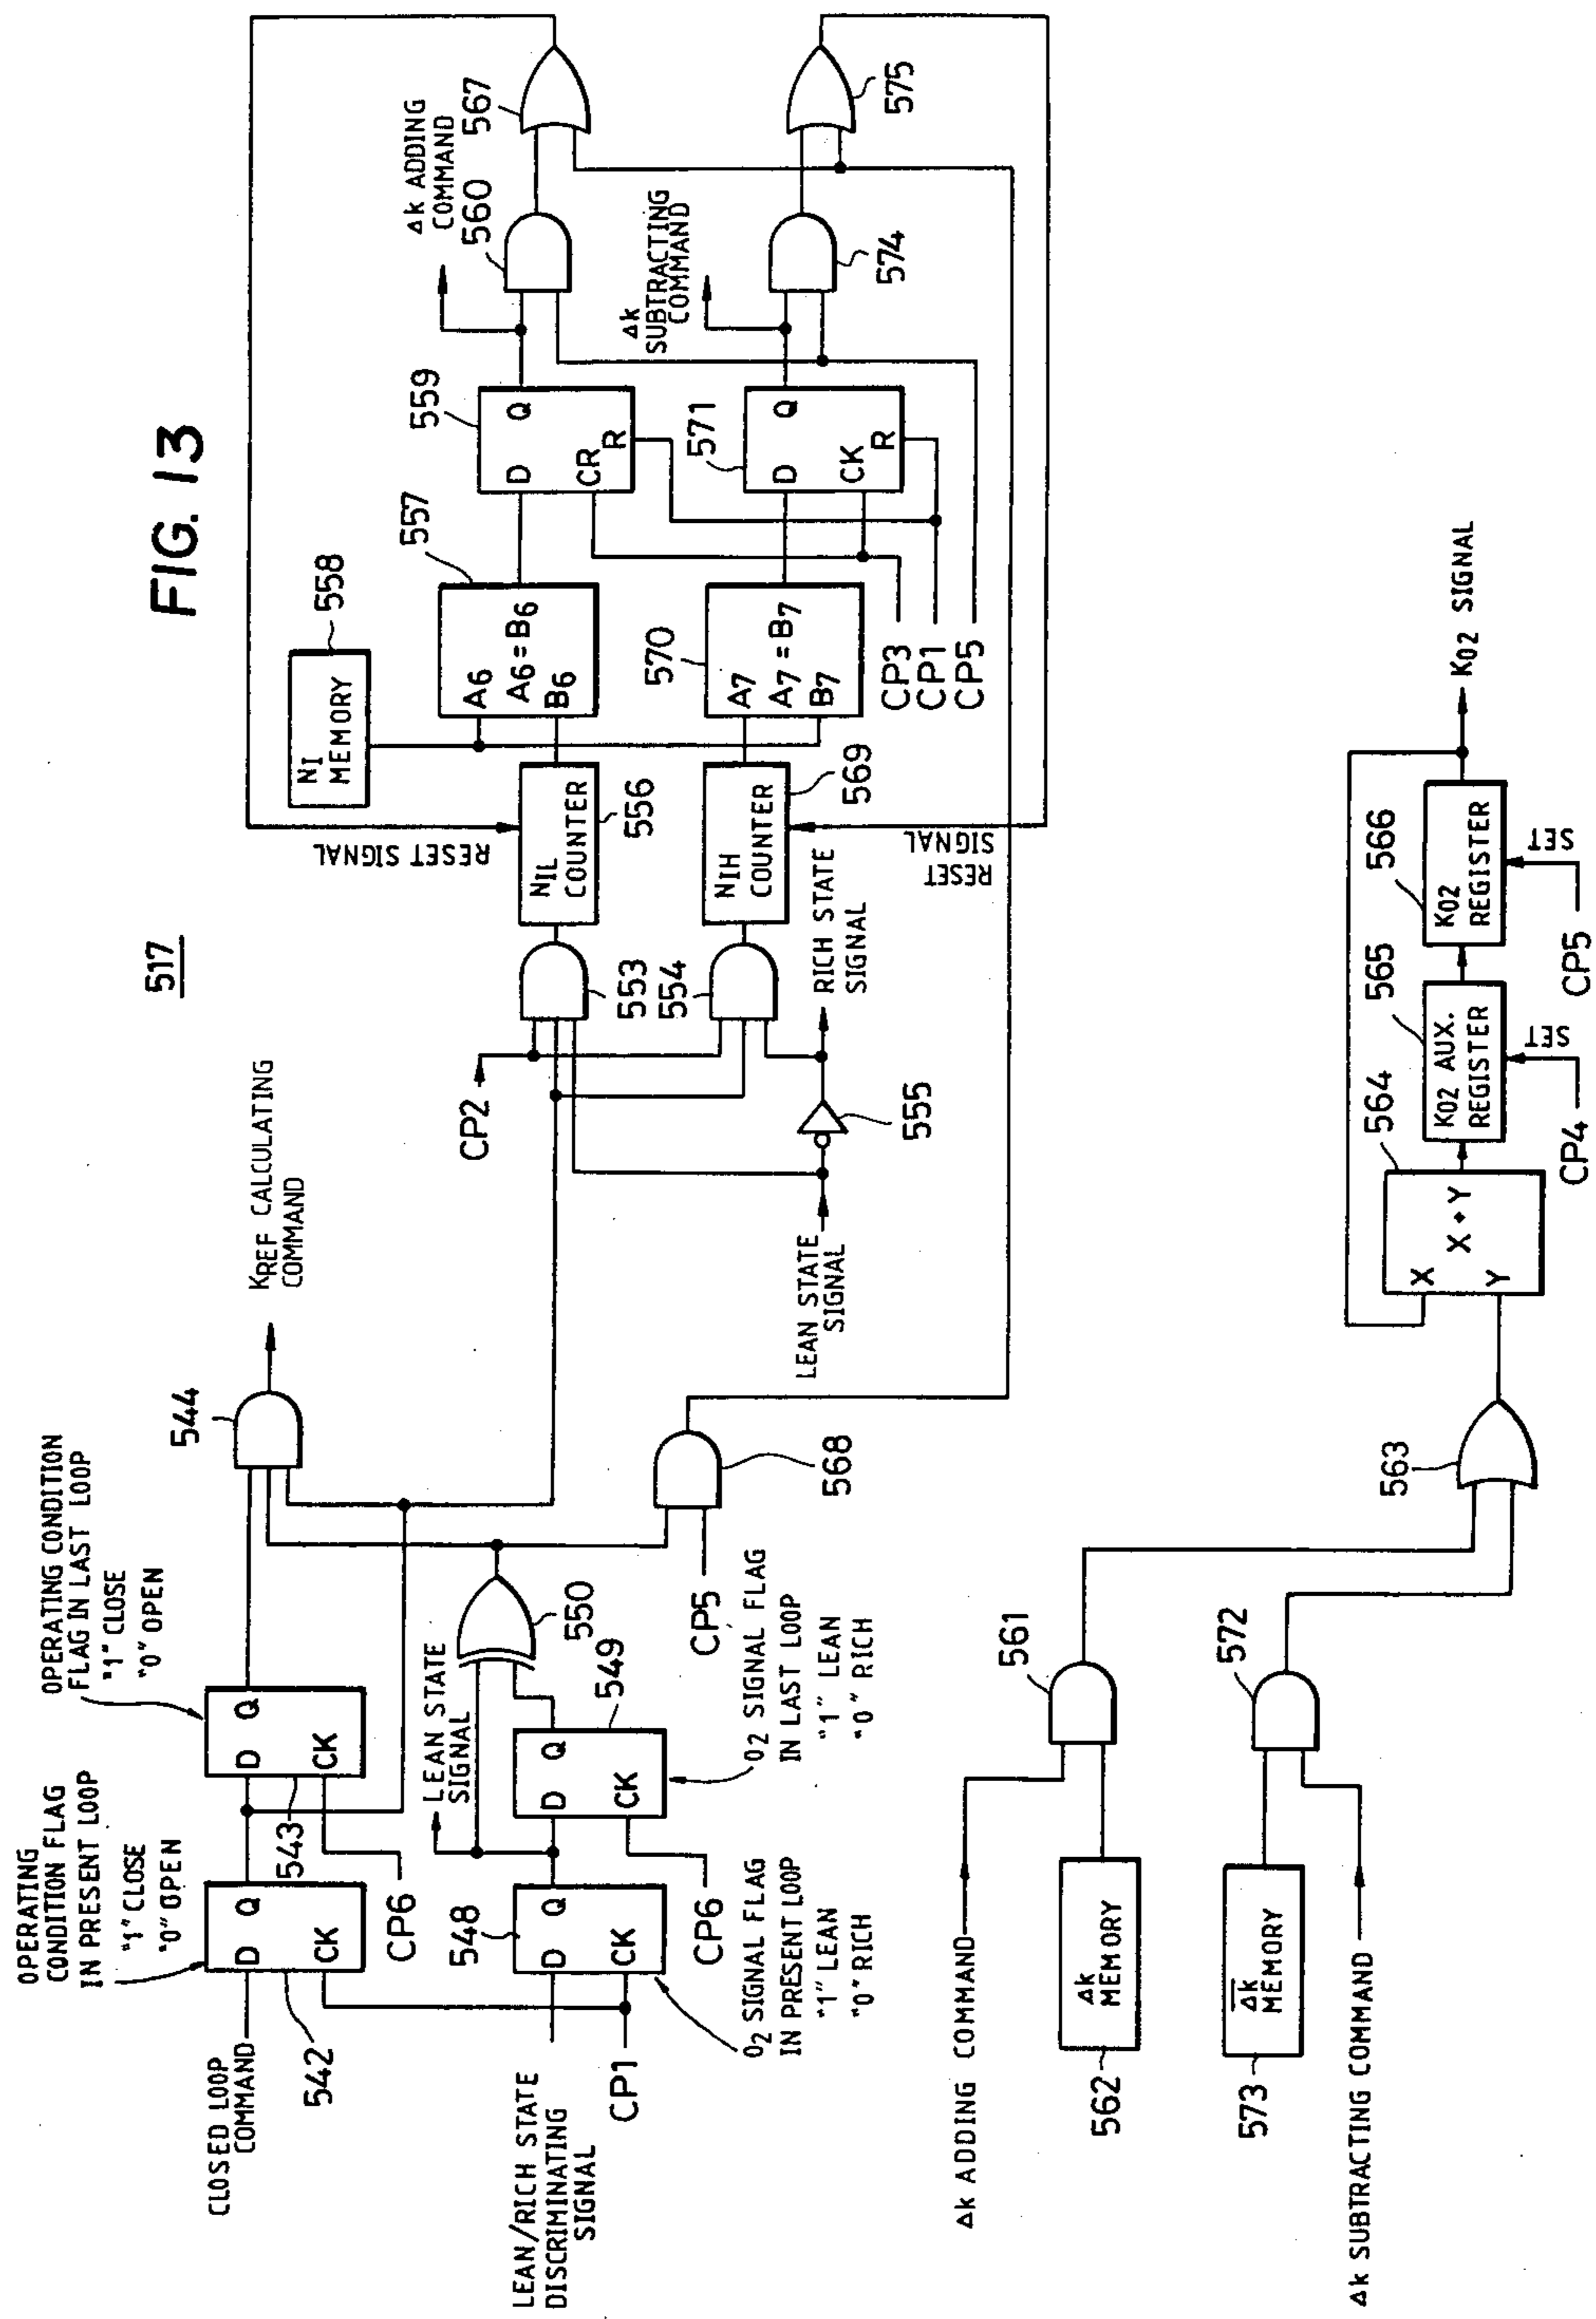 FIG. 13
517
OPERATING
CONDITION FLAG
IN PRESENT LOOP
"1" CLOSE
"0" OPEN
OPERATING CONDITION
FLAG IN LAST LOOP
"1" CLOSE
"0" OPEN
CLOSED LOOP
COMMAND
542
D
Q
CK
543
D
Q
CK
CP6
544
KREF CALCULATING
COMMAND
LEAN/RICH STATE
DISCRIMINATING
SIGNAL
CP1
548
D
Q
CK
LEAN STATE
SIGNAL
549
D
Q
CK
CP6
550
O2 SIGNAL FLAG
IN PRESENT LOOP
"1" LEAN
"0" RICH
O2 SIGNAL FLAG
IN LAST LOOP
"1" LEAN
"0" RICH
CP5
568
CP2
LEAN STATE
SIGNAL
555
RICH STATE
SIGNAL
553
554
RESET SIGNAL
NIL
COUNTER
556
NIH
COUNTER
569
RESET
SIGNAL
NI
MEMORY
558
557
A6
A6 = B6
B6
570
A7
A7 = B7
B7
CP3
CP1
CP5
559
D
Q
CR
R
571
D
Q
CK
R
Δk ADDING
COMMAND
560
567
Δk
SUBTRACTING
COMMAND
574
575
Δk ADDING COMMAND
562
Δk
MEMORY
561
573
Δ̅k̅
MEMORY
572
Δk SUBTRACTING COMMAND
563
564
X
X + Y
Y
565
K02 AUX.
REGISTER
SET
CP4
566
K02
REGISTER
SET
CP5
K02 SIGNAL